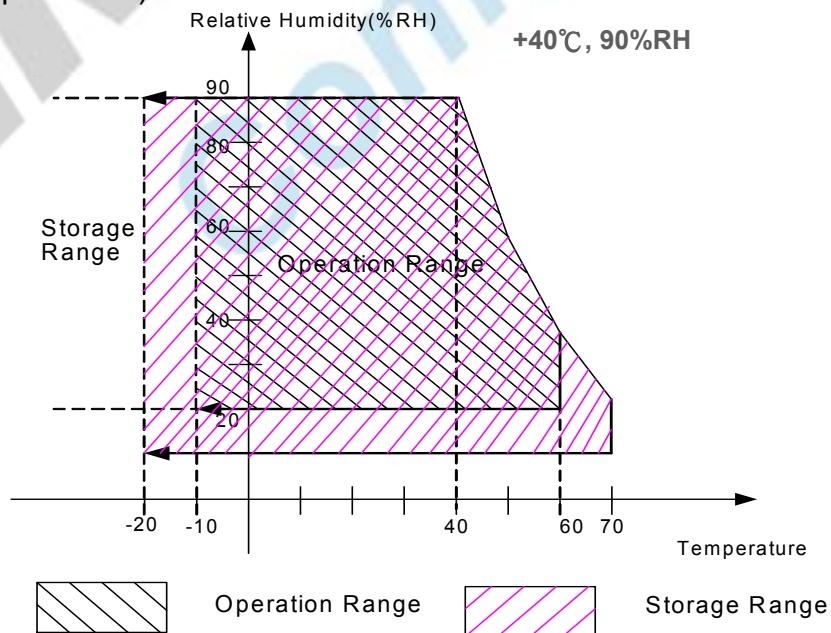 Relative Humidity(%RH)
+40℃, 90%RH
90
80
60
40
20
Storage
Range
Operation Range
-20
-10
40
60
70
Temperature
Operation Range
Storage Range